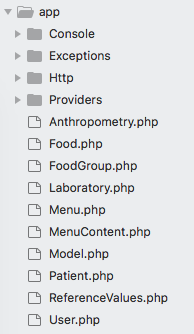 app
Console
Exceptions
Http
Providers
Anthropometry.php
Food.php
FoodGroup.php
Laboratory.php
Menu.php
MenuContent.php
Model.php
Patient.php
ReferenceValues.php
User.php